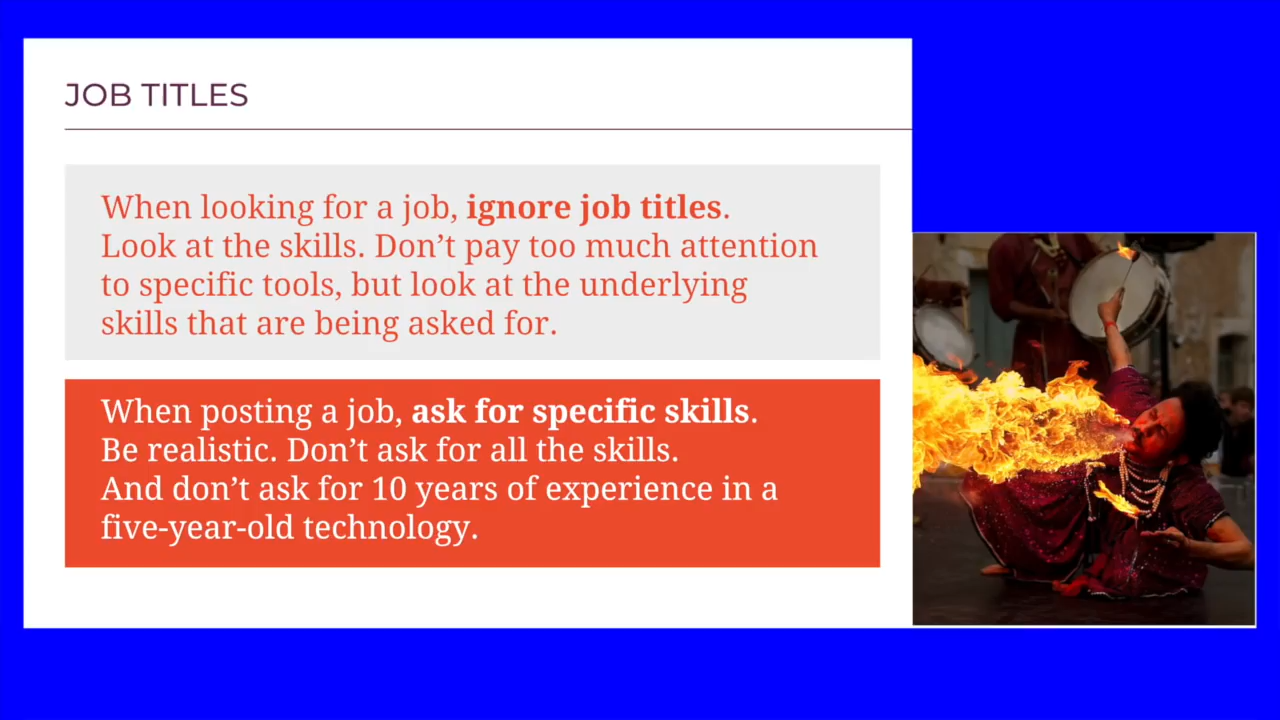 JOB TITLES
When looking for a job, ignore job titles.
Look at the skills. Don’t pay too much attention
to specific tools, but look at the underlying
skills that are being asked for.
When posting a job, ask for specific skills.
Be realistic. Don’t ask for all the skills.
And don’t ask for 10 years of experience in a
five-year-old technology.